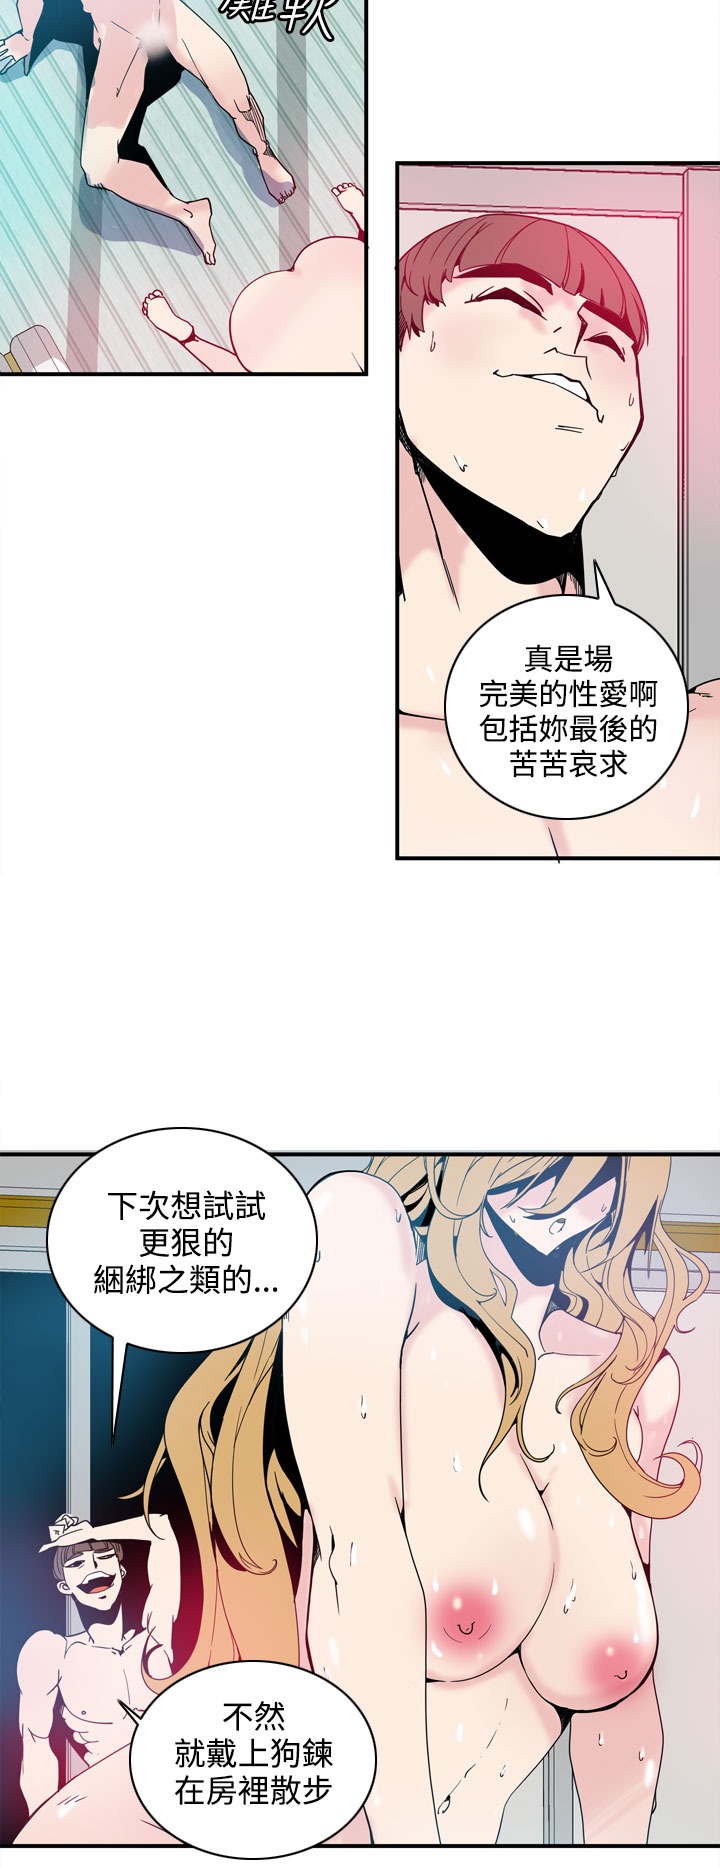 癱軟
真是場
完美的性愛啊
包括妳最後的
苦苦哀求
下次想試試
更狠的
綑綁之類的...
不然
就戴上狗鍊
在房裡散步